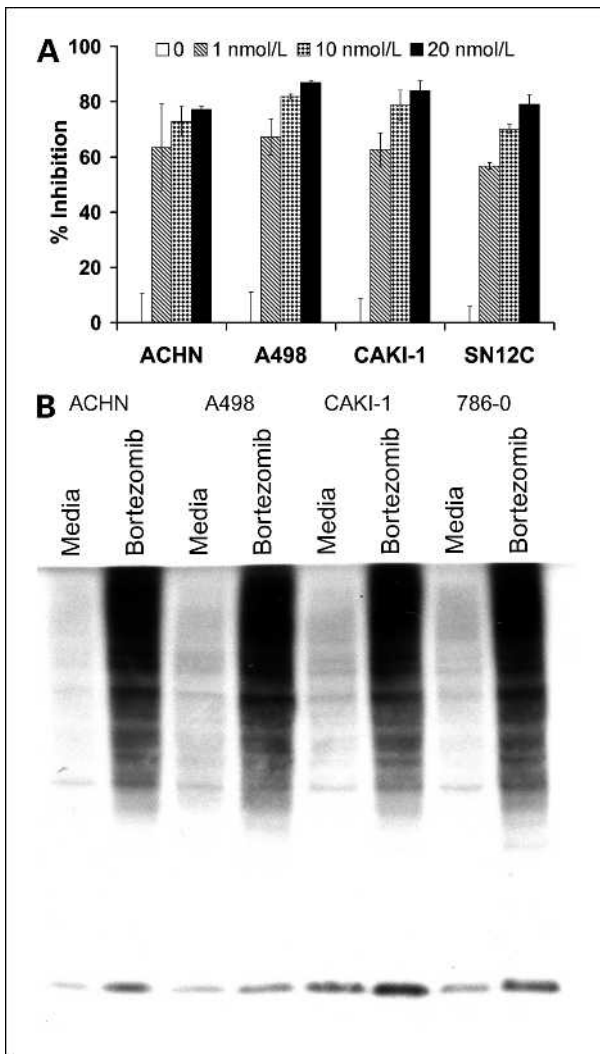 A
0 1 nmol/L 10 nmol/L 20 nmol/L
100
80
60
40
20
0
% Inhibition
ACHN A498 CAKI-1 SN12C
B
ACHN A498 CAKI-1 786-0
Media Bortezomib Media Bortezomib Media Bortezomib Media Bortezomib